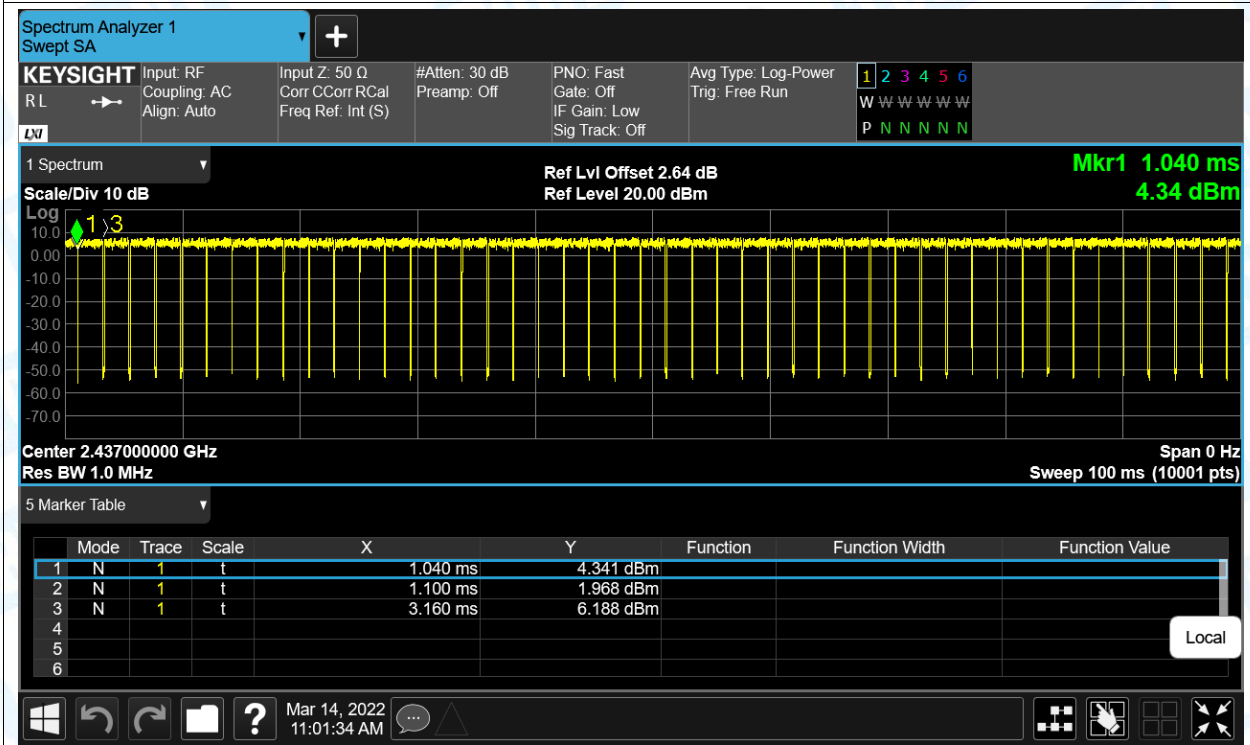 Spectrum Analyzer 1
Swept SA
+
KEYSIGHT Input: RF Input Z: 50 Ω #Atten: 30 dB PNO: Fast Avg Type: Log-Power 1 2 3 4 5 6
R L Coupling: AC Corr CCorr RCal Preamp: Off Gate: Off Trig: Free Run W W W W W W
Align: Auto Freq Ref: Int (S) IF Gain: Low P N N N N N
LXI Sig Track: Off
1 Spectrum Ref Lvl Offset 2.64 dB Mkr1 1.040 ms
Scale/Div 10 dB Ref Level 20.00 dBm 4.34 dBm
Log
1 3
10.0
0.00
-10.0
-20.0
-30.0
-40.0
-50.0
-60.0
-70.0
Center 2.437000000 GHz Span 0 Hz
Res BW 1.0 MHz Sweep 100 ms (10001 pts)
5 Marker Table
Mode Trace Scale X Y Function Function Width Function Value
1 N 1 t 1.040 ms 4.341 dBm
2 N 1 t 1.100 ms 1.968 dBm
3 N 1 t 3.160 ms 6.188 dBm
4
5
6
Local
? Mar 14, 2022
11:01:34 AM